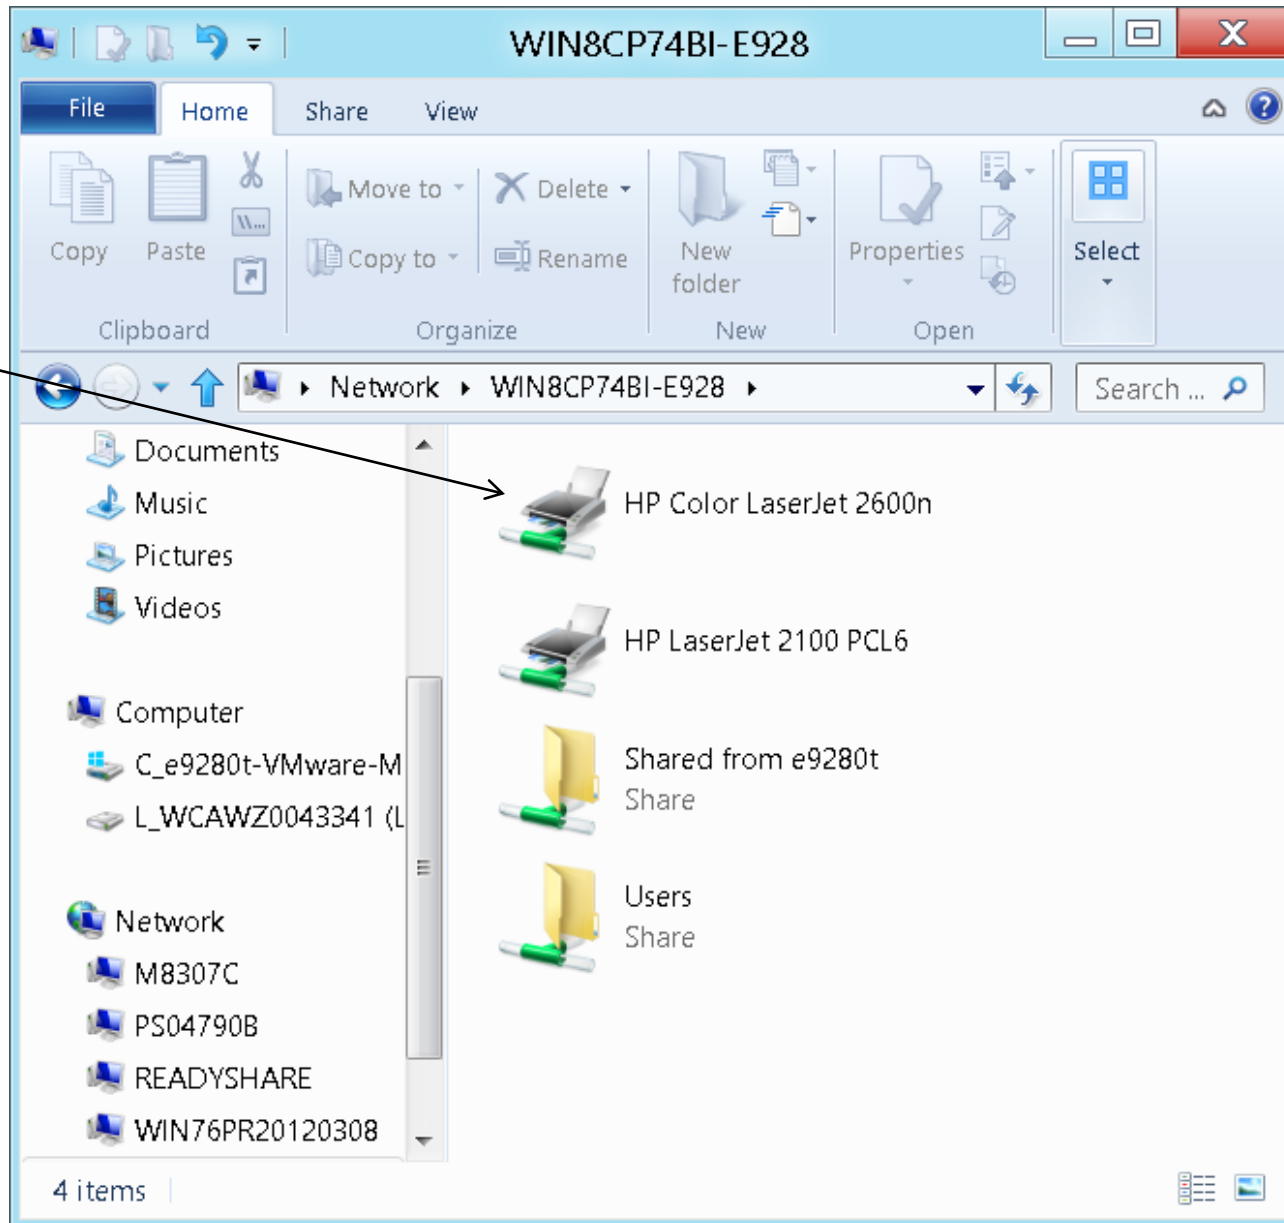 WIN8CP74BI-E928
File Home Share View
Copy Paste W... Move to Copy to Delete Rename New folder Properties Select
Clipboard Organize New Open
Network WIN8CP74BI-E928 Search ...
Documents
Music
Pictures
Videos
Computer
C_e9280t-VMware-M
L_WCAWZ0043341 (L
Network
M8307C
PS04790B
READYSHARE
WIN76PR20120308
HP Color LaserJet 2600n
HP LaserJet 2100 PCL6
Shared from e9280t
Share
Users
Share
4 items